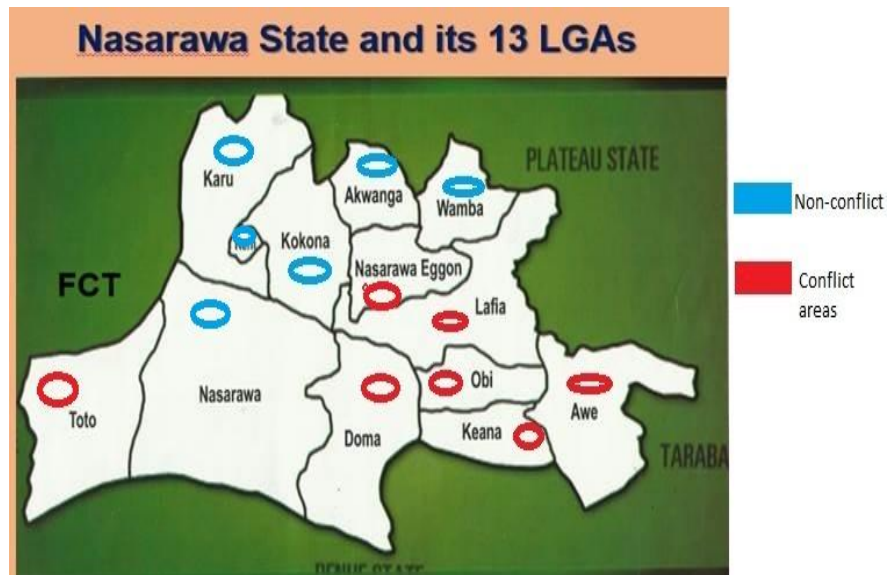 Nasarawa State and its 13 LGAs
PLATEAU STATE
Karu
Akwanga
Wamba
Kokona
Nasarawa Eggon
FCT
Lafia
Nasarawa
Toto
Doma
Obi
Keana
Awe
TARABA
STATE
Non-conflict
Conflict
areas